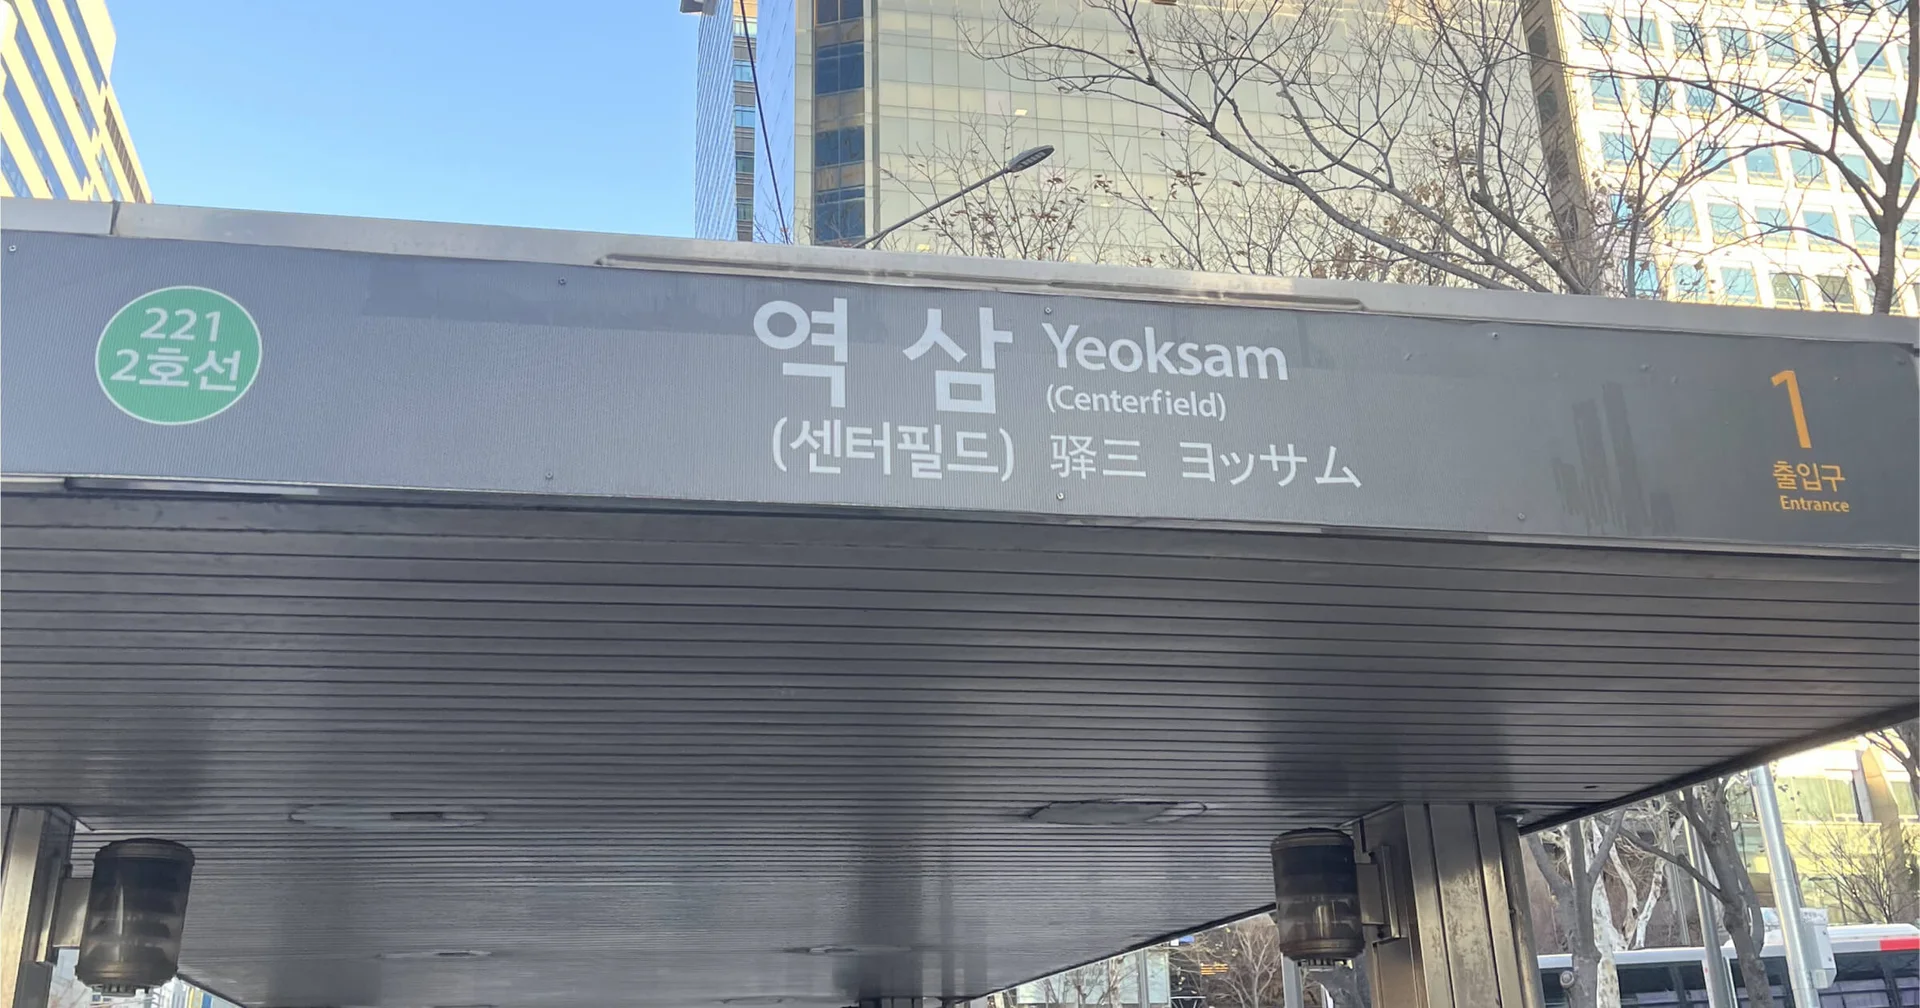 221
2호선
역삼 Yeoksam
(Centerfield)
(센터필드) 驿三 ヨッサム
1
출입구
Entrance